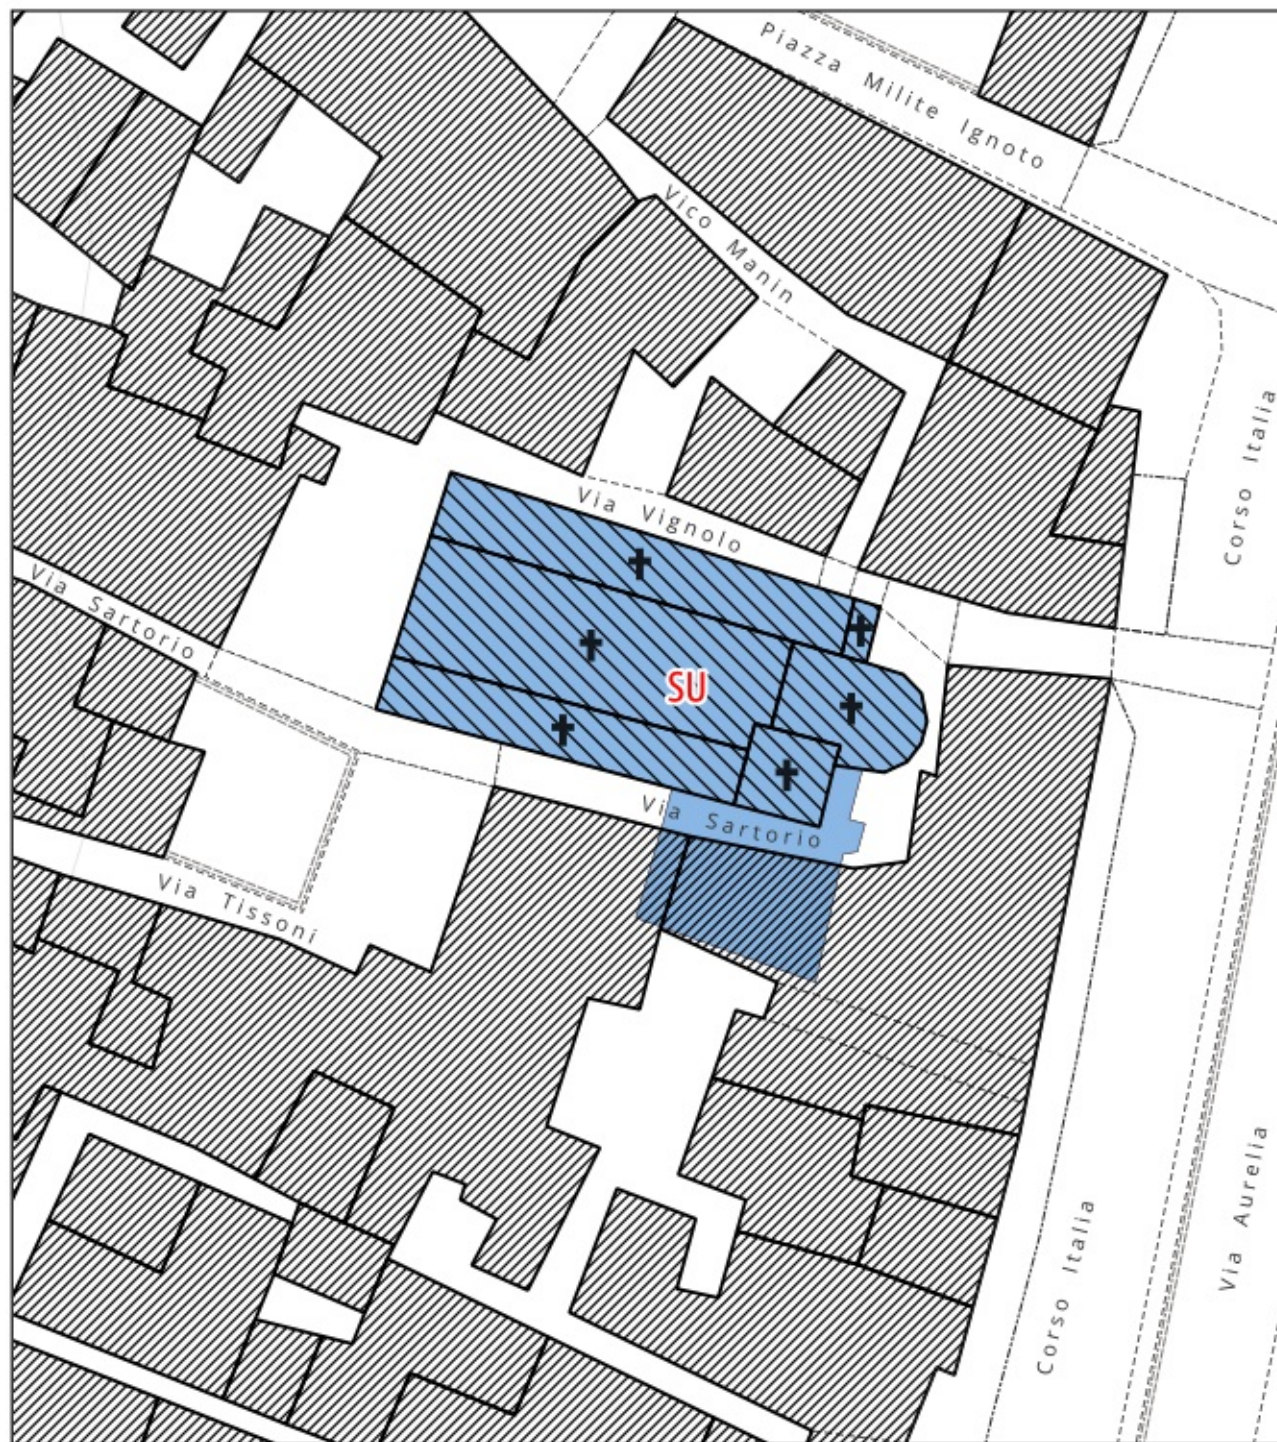 Piazza Milite Ignoto
Vico Manin
Corso Italia
Via Vignolo
Via Sartorio
SU
Via Sartorio
Via Tissoni
Corso Italia
Via Aurelia